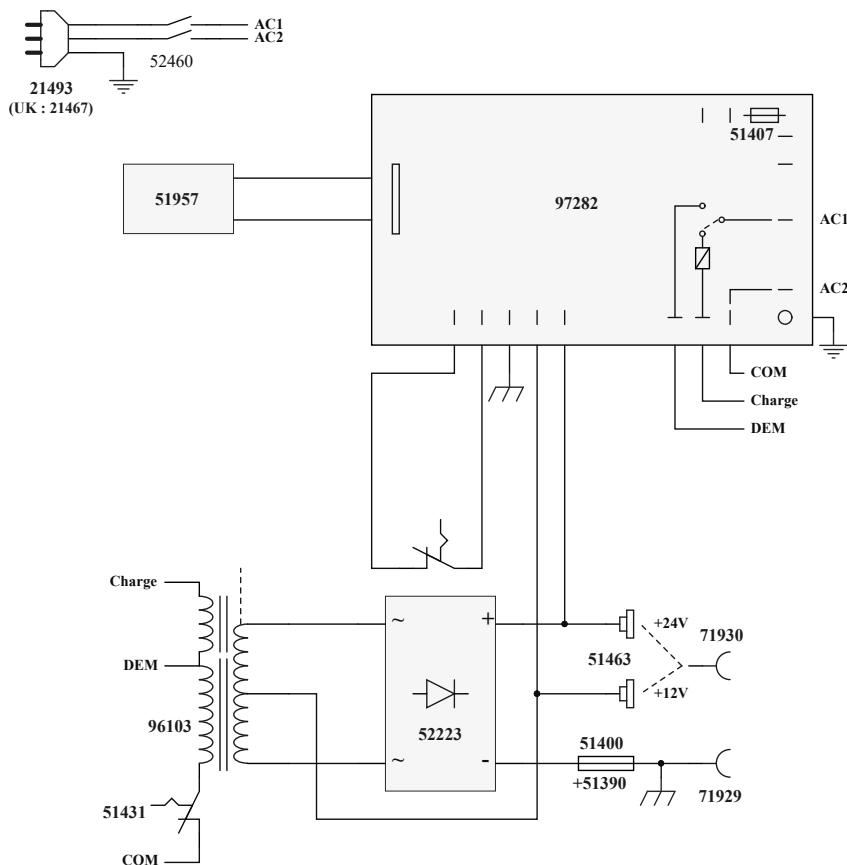 AC1
AC2
52460
21493
(UK : 21467)
51407
51957
97282
AC1
AC2
COM
Charge
DEM
Charge
~
+
+24V
71930
51463
DEM
+12V
96103
52223
51400
~
-
+51390
71929
51431
COM